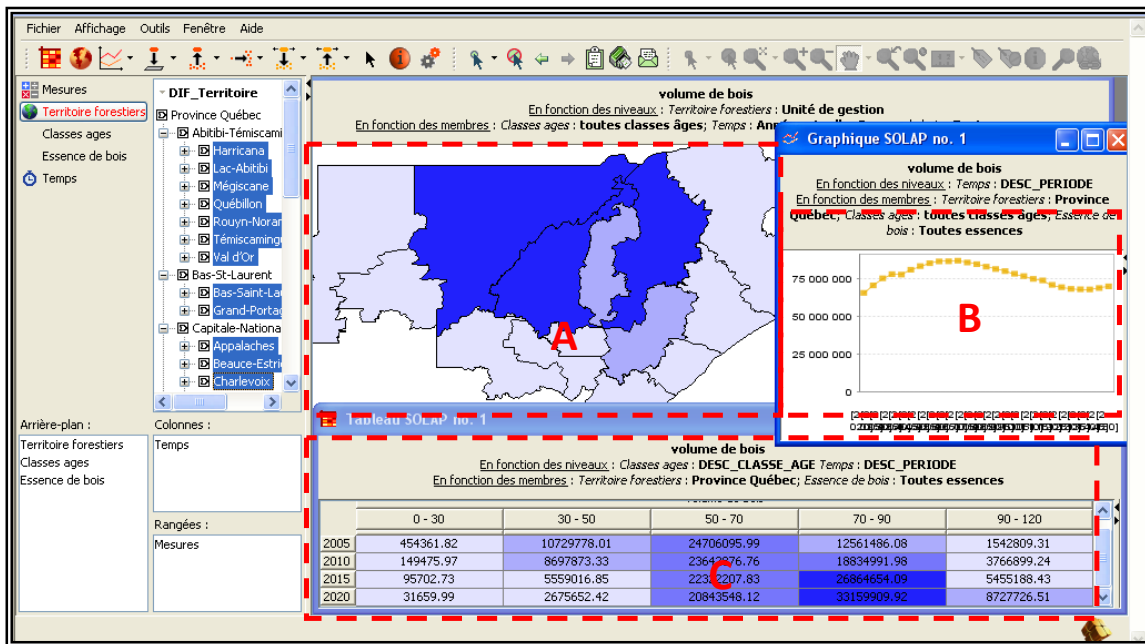 Fichier Affichage Outils Fenêtre Aide
Mesures
Territoire forestiers
Classes ages
Essence de bois
Temps
DIF_Territoire
Province Québec
Abitibi-Témiscami
Harricana
Lac-Abitibi
Mégiscane
Québillon
Rouyn-Noran
Témiscaming
Val d'Or
Bas-St-Laurent
Bas-Saint-Lau
Grand-Portag
Capitale-Nationa
Appalaches
Beauce-Estri
Charlevoix
Arrière-plan :
Territoire forestiers
Classes ages
Essence de bois
Colonnes :
Temps
Rangées :
Mesures
volume de bois
En fonction des niveaux : Territoire forestiers : Unité de gestion
En fonction des membres : Classes ages : toutes classes âges; Temps :
A
Graphique SOLAP no. 1
volume de bois
En fonction des niveaux : Temps : DESC_PERIODE
En fonction des membres : Territoire forestiers : Province
Québec; Classes ages : toutes classes âges; Essence de
bois : Toutes essences
75 000 000
50 000 000
25 000 000
0
B
Tableau SOLAP no. 1
volume de bois
En fonction des niveaux : Classes ages : DESC_CLASSE_AGE Temps : DESC_PERIODE
En fonction des membres : Territoire forestiers : Province Québec; Essence de bois : Toutes essences
0 - 30 30 - 50 50 - 70 70 - 90 90 - 120
2005 454361.82 10729778.01 24706095.99 12561486.08 1542809.31
2010 149475.97 8697873.33 18834991.98 3766899.24
2015 95702.73 5559016.85 26864654.09 5455188.43
2020 31659.99 2675652.42 20843548.12 33159909.92 8727726.51
C